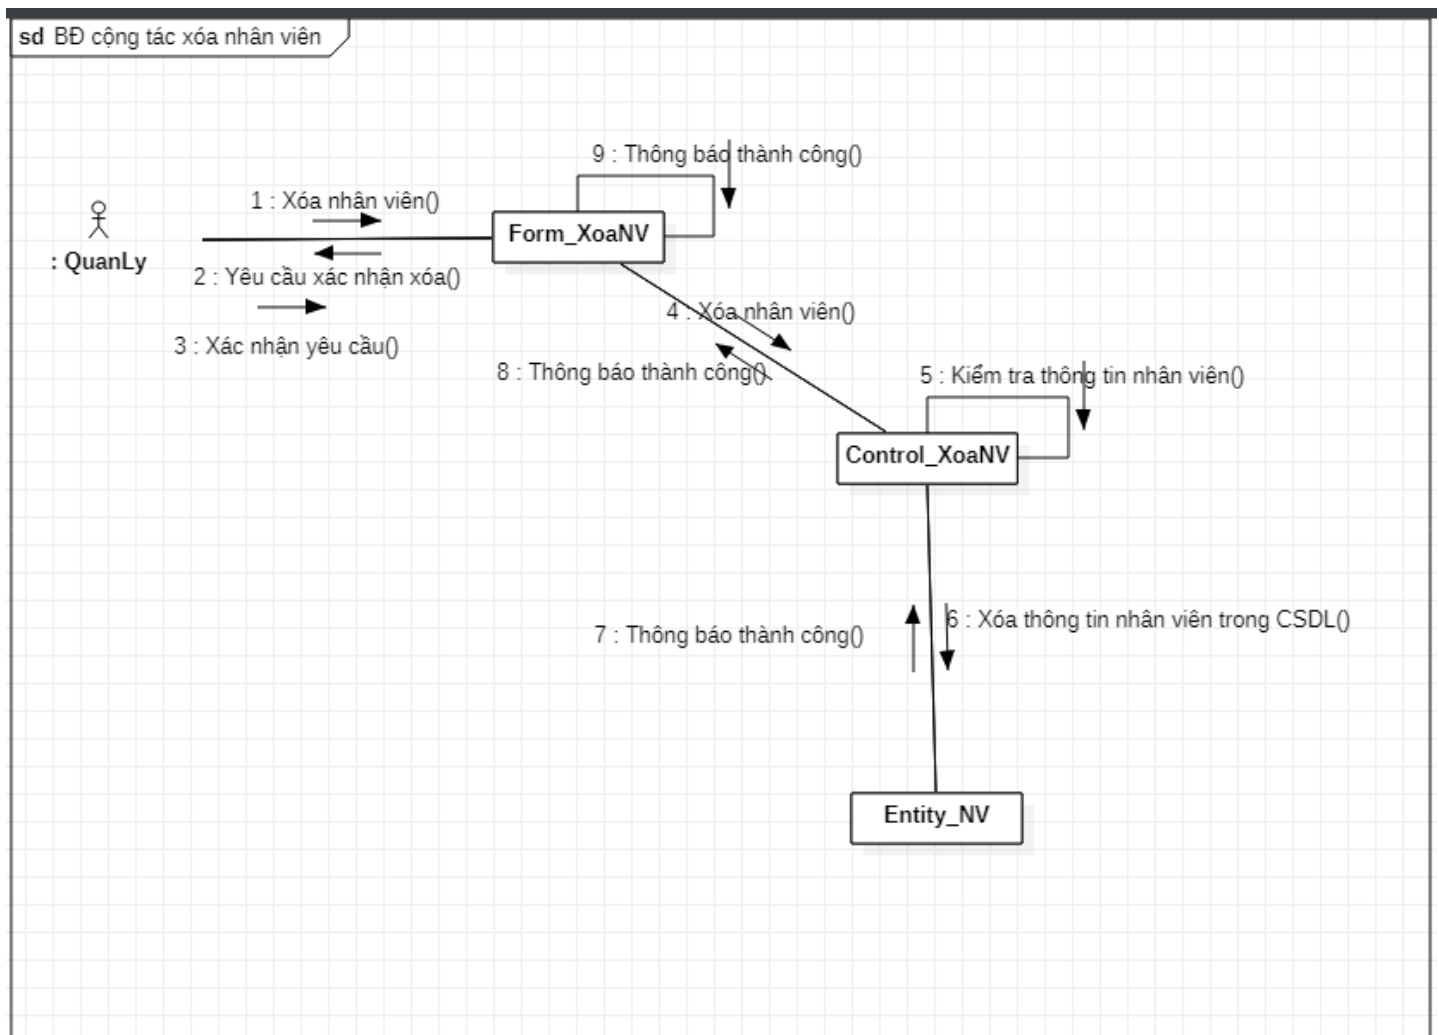 sd BĐ cộng tác xóa nhân viên
9 : Thông báo thành công()
1 : Xóa nhân viên()
Form_XoaNV
: QuanLy
2 : Yêu cầu xác nhận xóa()
4 : Xóa nhân viên()
3 : Xác nhận yêu cầu()
8 : Thông báo thành công()
5 : Kiểm tra thông tin nhân viên()
Control_XoaNV
6 : Xóa thông tin nhân viên trong CSDL()
7 : Thông báo thành công()
Entity_NV